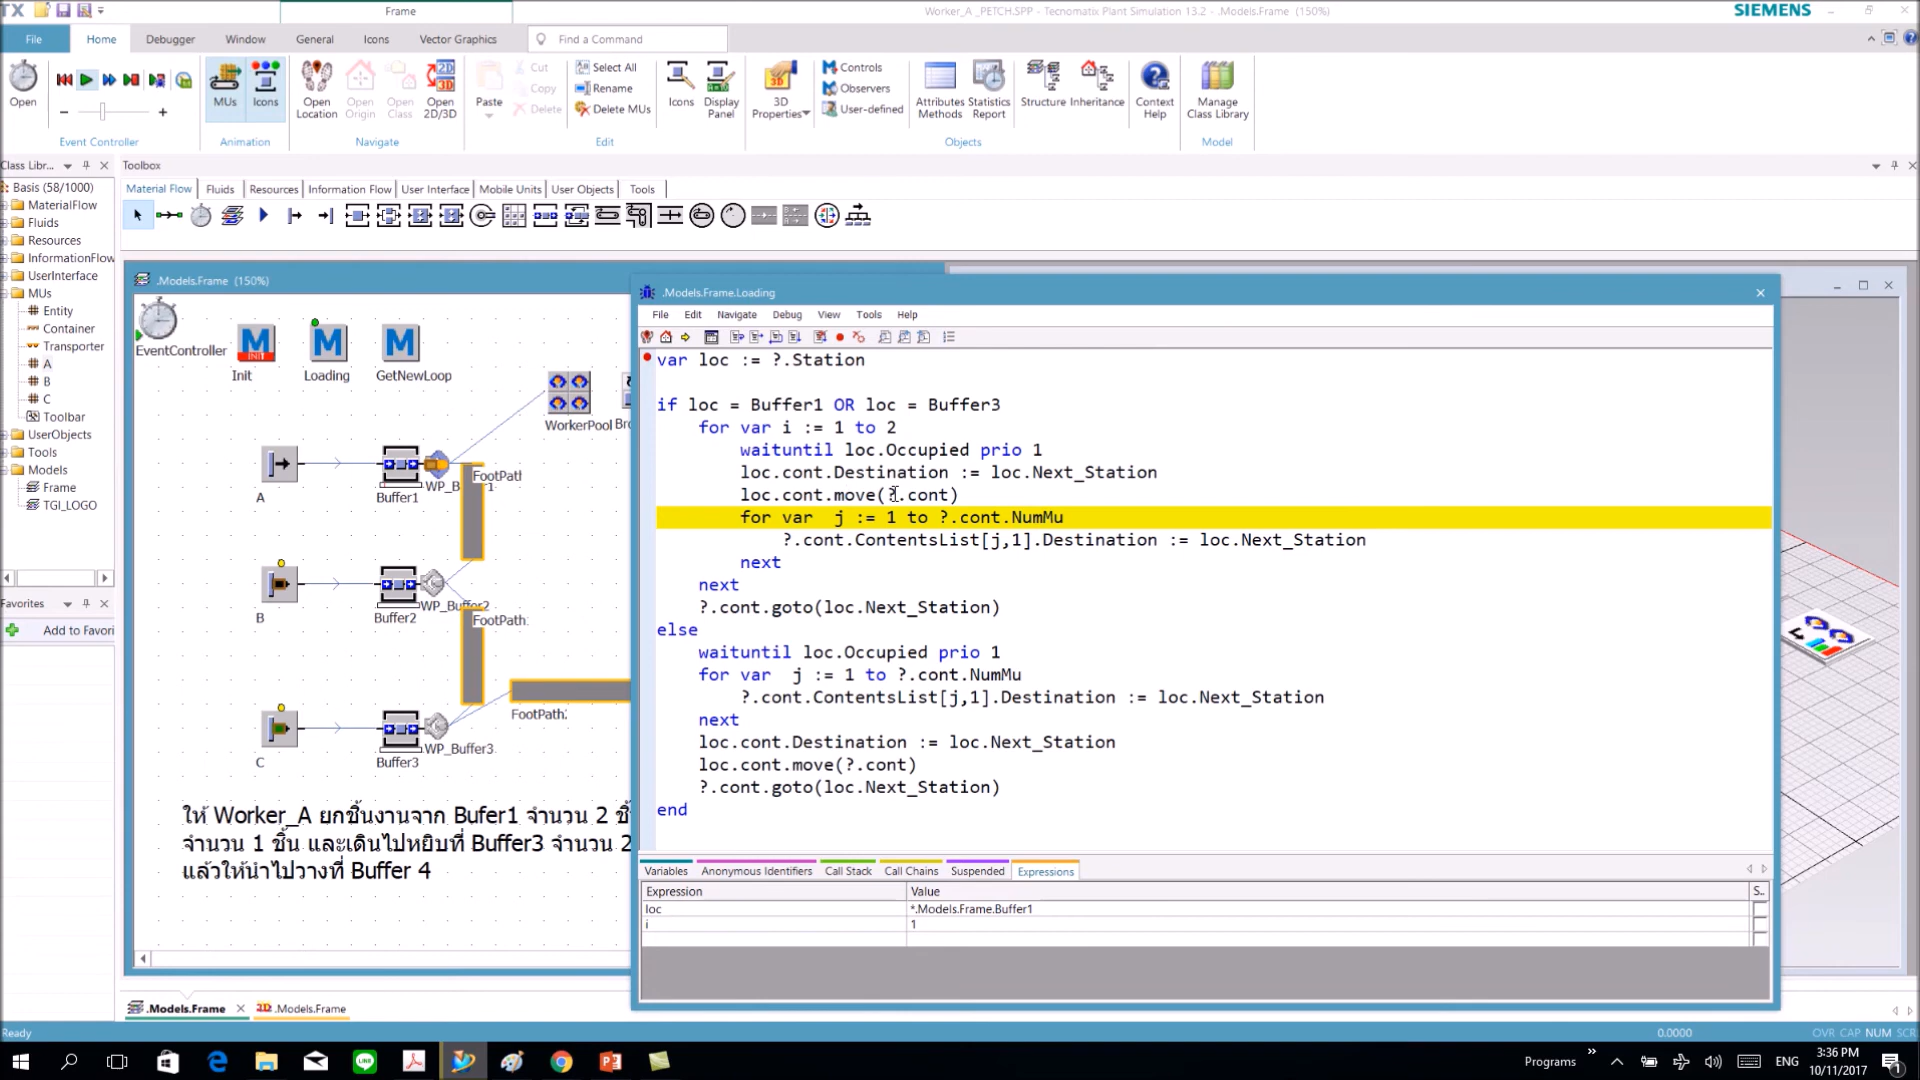 Frame
Worker_A _PETCH.SPP - Tecnomatix Plant Simulation 13.2 - .Models.Frame (150%)
SIEMENS
File Home Debugger Window General Icons Vector Graphics Find a Command
Open
Event Controller
MUs Icons
Animation
Open Location Open Origin Open Class Open 2D/3D
Navigate
Paste Cut Copy Delete Select All Rename Delete MUs
Edit
Icons Display Panel
3D Properties
Controls Observers User-defined
Attributes Methods Statistics Report Structure Inheritance
Objects
Context Help
Manage Class Library
Model
Class Libr...
Toolbox
Basis (58/1000)
MaterialFlow
Fluids
Resources
InformationFlow
UserInterface
MUs
Entity
Container
Transporter
A
B
C
Toolbar
UserObjects
Tools
Models
Frame
TGI_LOGO
Favorites
Add to Favori
Material Flow Fluids Resources Information Flow User Interface Mobile Units User Objects Tools
.Models.Frame (150%)
EventController
Init
Loading
GetNewLoop
WorkerPool
A
Buffer1
FootPath
B
Buffer2
WP_Buffer2
FootPath:
C
Buffer3
WP_Buffer3
FootPath:
ให้ Worker_A ยกชิ้นงานจาก Bufer1 จำนวน 2 ชิ้
จำนวน 1 ชิ้น และเดินไปหยิบที่ Buffer3 จำนวน 2
แล้วให้นำไปวางที่ Buffer 4
.Models.Frame.Loading
File Edit Navigate Debug View Tools Help
var loc := ?.Station
if loc = Buffer1 OR loc = Buffer3
for var i := 1 to 2
waituntil loc.Occupied prio 1
loc.cont.Destination := loc.Next_Station
loc.cont.move(?.cont)
for var j := 1 to ?.cont.NumMu
?.cont.ContentsList[j,1].Destination := loc.Next_Station
next
next
?.cont.goto(loc.Next_Station)
else
waituntil loc.Occupied prio 1
for var j := 1 to ?.cont.NumMu
?.cont.ContentsList[j,1].Destination := loc.Next_Station
next
loc.cont.Destination := loc.Next_Station
loc.cont.move(?.cont)
?.cont.goto(loc.Next_Station)
end
Variables Anonymous Identifiers Call Stack Call Chains Suspended Expressions
Expression Value S..
loc *.Models.Frame.Buffer1
i 1
.Models.Frame .Models.Frame
Ready
0.0000
OVR CAP NUM SCR
Programs
ENG
3:36 PM
10/11/2017